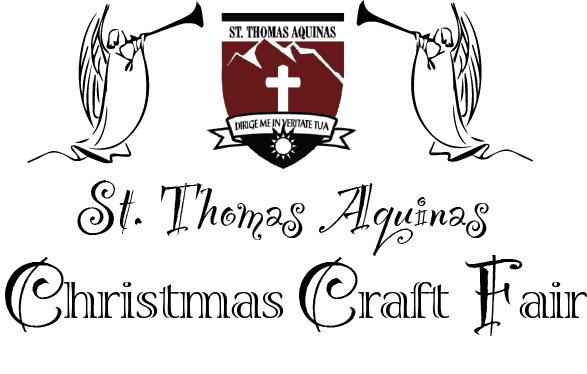 ST. THOMAS AQUINAS
DIRIGE ME IN VERITATE TUA
St. Thomas Aquinas
Christmas Craft Fair